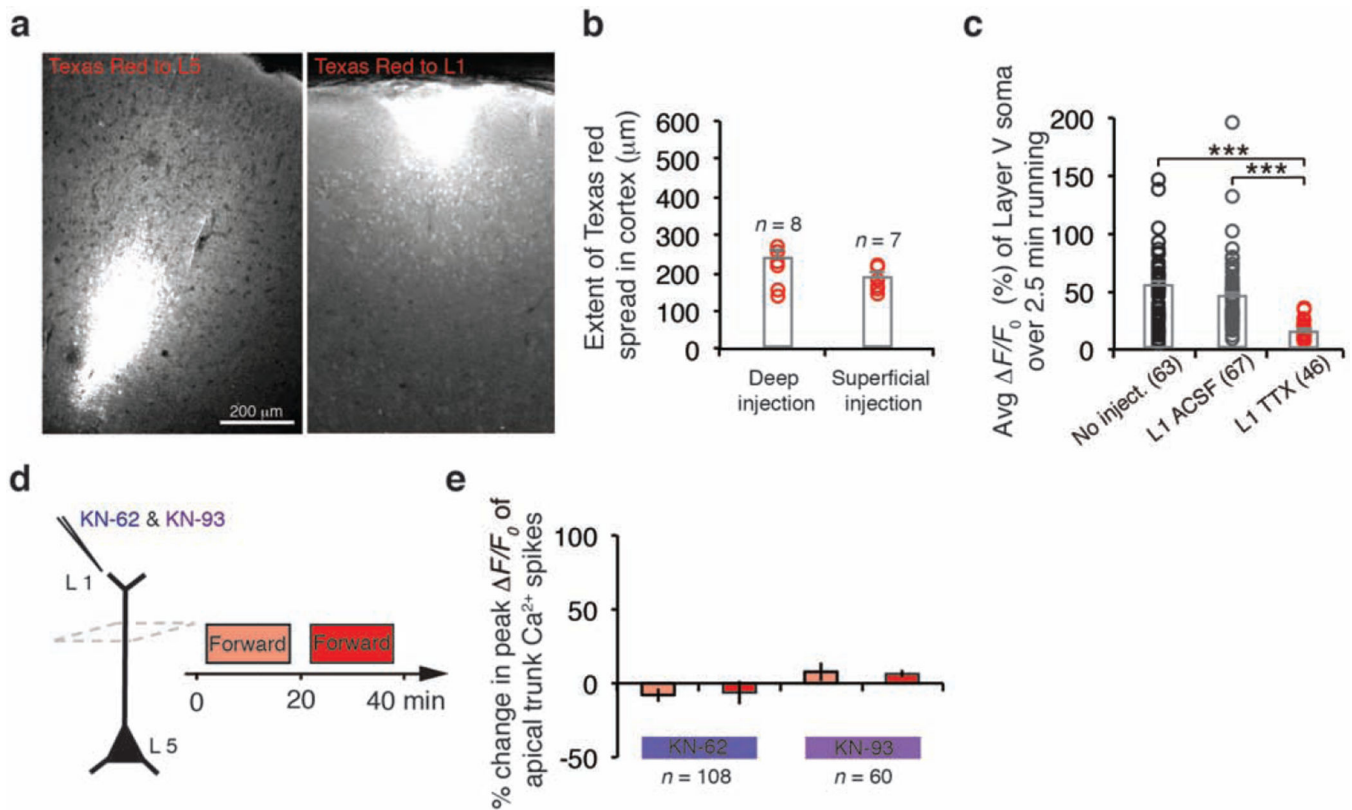 a
Texas Red to L5
Texas Red to L1
200 μm
b
Extent of Texas red
spread in cortex (μm)
600
500
400
300
200
100
0
n = 8
n = 7
Deep
injection
Superficial
injection
c
Avg ΔF/F0 (%) of Layer V soma
over 2.5 min running
200
150
100
50
0
***
***
No inject. (63)
L1 ACSF (67)
L1 TTX (46)
d
KN-62 & KN-93
L 1
L 5
Forward
Forward
0
20
40 min
e
% change in peak ΔF/F0 of
apical trunk Ca2+ spikes
100
50
0
-50
KN-62
KN-93
n = 108
n = 60